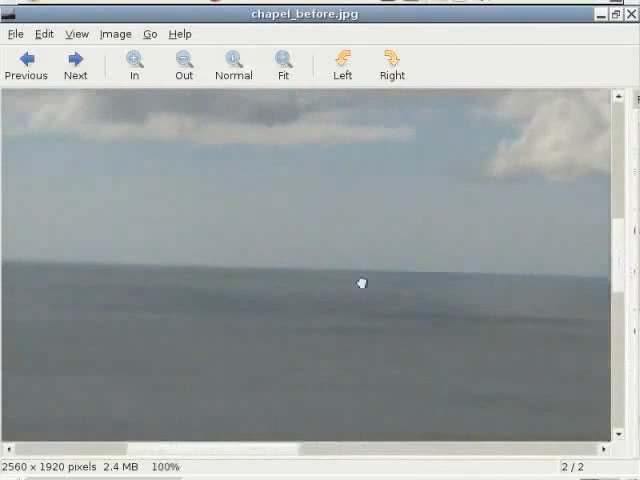 chapel_before.jpg
File Edit View Image Go Help
Previous Next In Out Normal Fit Left Right
2560 x 1920 pixels 2.4 MB 100% 2 / 2